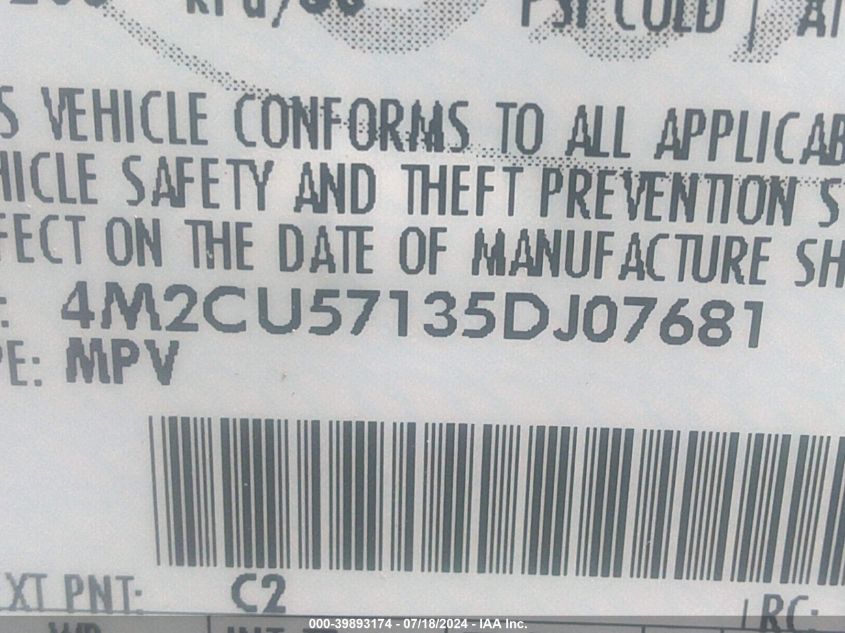 PSI COLD
VEHICLE CONFORMS TO ALL APPLICAB
HICLE SAFETY AND THEFT PREVENTION S
FECT ON THE DATE OF MANUFACTURE SH
: 4M2CU57135DJ07681
PE: MPV
XT PNT: C2 RC:
000-39893174 - 07/18/2024 - IAA Inc.